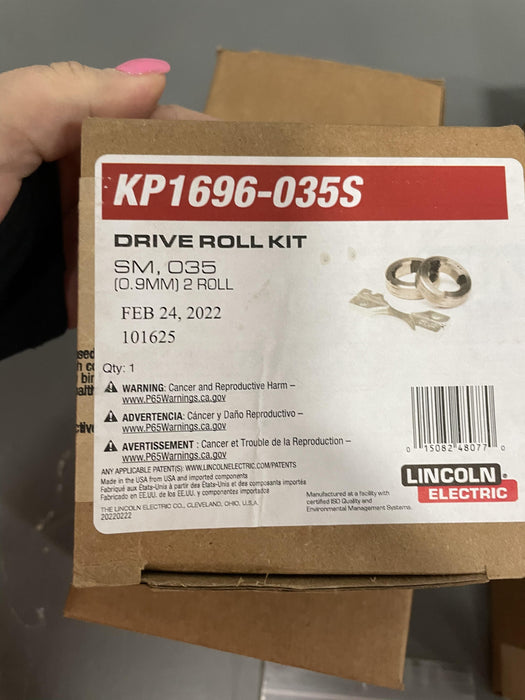 KP1696-035S
DRIVE ROLL KIT
SM, 035
(0.9MM) 2 ROLL
FEB 24, 2022
101625
Qty: 1
WARNING: Cancer and Reproductive Harm –
www.P65Warnings.ca.gov
ADVERTENCIA: Cáncer y Daño Reproductivo –
www.P65Warnings.ca.gov
AVERTISSEMENT : Cancer et Trouble de la Reproduction –
www.P65Warnings.ca.gov
ANY APPLICABLE PATENT(S): WWW.LINCOLNELECTRIC.COM/PATENTS
Made in the USA from USA and imported components
Fabriqué aux États-Unis à partir des États-Unis et des composants importés
Fabricado en EE.UU. de los EE.UU. y componentes importados
THE LINCOLN ELECTRIC CO., CLEVELAND, OHIO, U.S.A.
20220222
0 15082 48077 0
LINCOLN
ELECTRIC
Manufactured at a facility with
certified ISO Quality and
Environmental Management Systems.